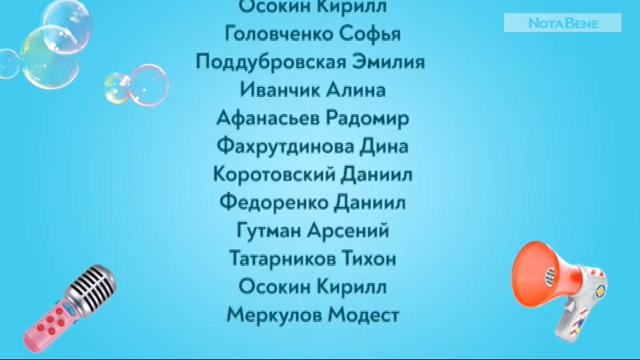 Осокин Кирилл
NOTABENE
Головченко Софья
Поддубровская Эмилия
Иванчик Алина
Афанасьев Радомир
Фахрутдинова Дина
Коротовский Даниил
Федоренко Даниил
Гутман Арсений
Татарников Тихон
Осокин Кирилл
Меркулов Модест